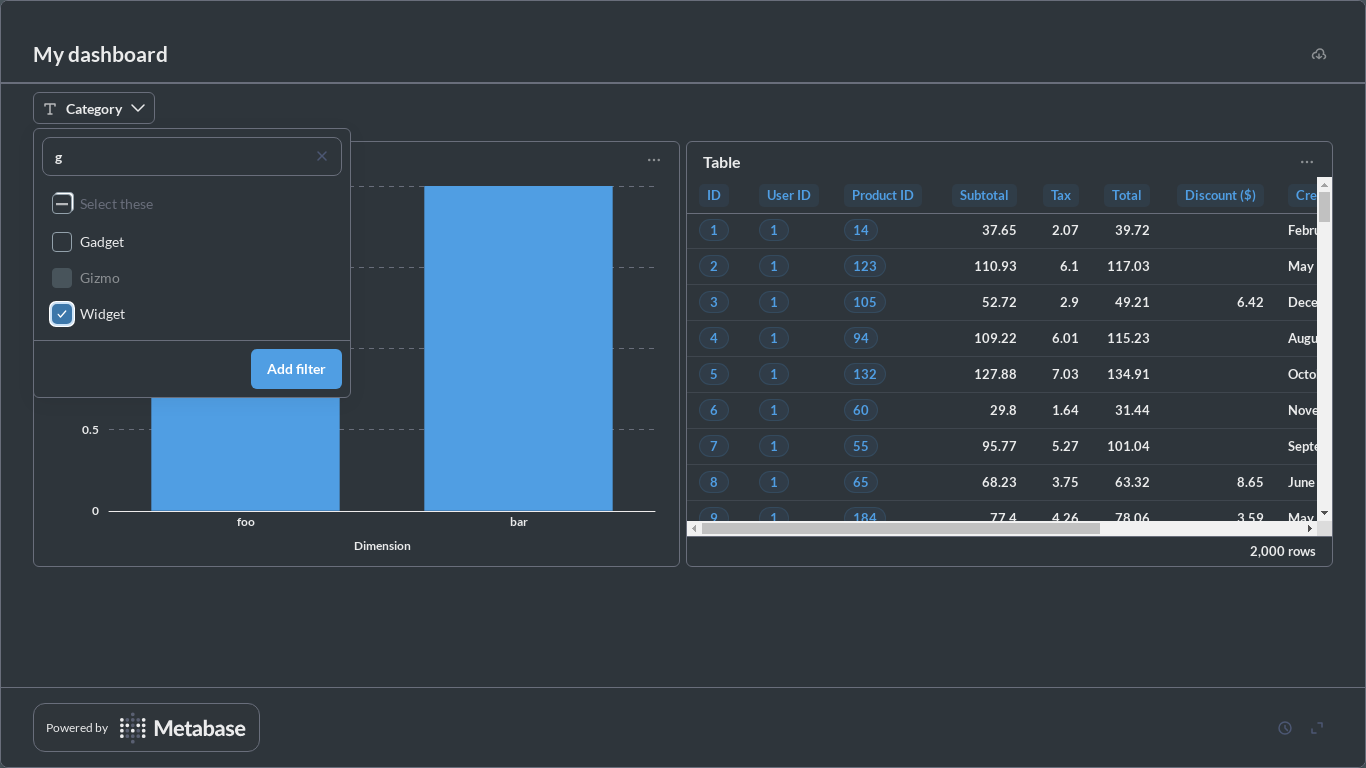 My dashboard
Category
g
Select these
Gadget
Gizmo
Widget
Add filter
0.5
0
foo
bar
Dimension
Table
ID User ID Product ID Subtotal Tax Total Discount ($) Cre
1 1 14 37.65 2.07 39.72 Febru
2 1 123 110.93 6.1 117.03 May
3 1 105 52.72 2.9 49.21 6.42 Dece
4 1 94 109.22 6.01 115.23 Augu
5 1 132 127.88 7.03 134.91 Octo
6 1 60 29.8 1.64 31.44 Nove
7 1 55 95.77 5.27 101.04 Septe
8 1 65 68.23 3.75 63.32 8.65 June
9 1 184 77.4 4.26 78.06 3.59 May
2,000 rows
Powered by Metabase